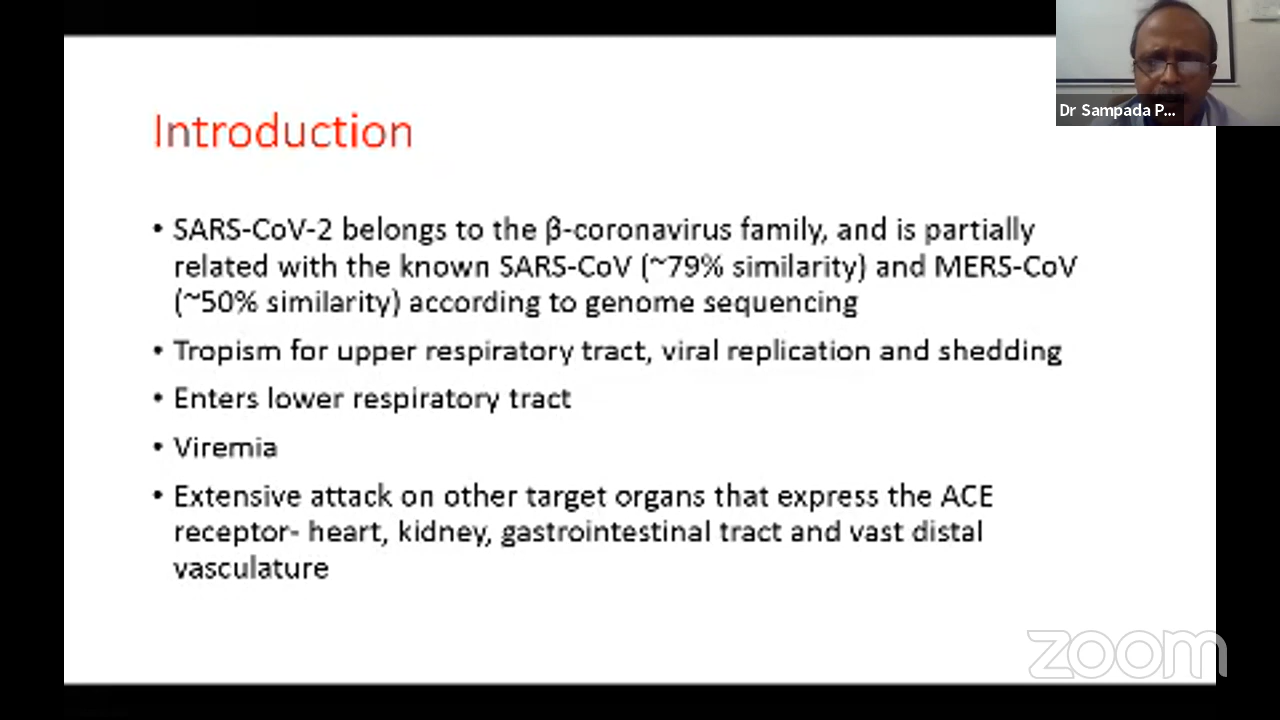 Introduction
• SARS-CoV-2 belongs to the β-coronavirus family, and is partially
related with the known SARS-CoV (~79% similarity) and MERS-CoV
(~50% similarity) according to genome sequencing
• Tropism for upper respiratory tract, viral replication and shedding
• Enters lower respiratory tract
• Viremia
• Extensive attack on other target organs that express the ACE
receptor- heart, kidney, gastrointestinal tract and vast distal
vasculature
Dr Sampada P...
zoom